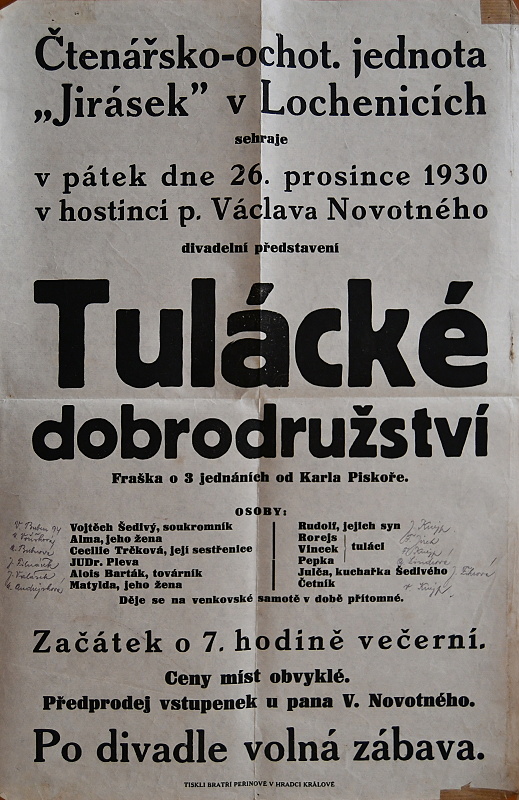 Čtenářsko-ochot. jednota
„Jirásek” v Lochenicích
sehraje
v pátek dne 26. prosince 1930
v hostinci p. Václava Novotného
divadelní představení
Tulácké
dobrodružství
Fraška o 3 jednáních od Karla Piskoře.
OSOBY:
Vojtěch Šedivý, soukromník
Alma, jeho žena
Cecilie Trčková, její sestřenice
JUDr. Pleva
Alois Barták, továrník
Matylda, jeho žena
Rudolf, jejich syn
Rorejs
Vincek tuláci
Pepka
Julča, kuchařka Šedivého
Četník
Děje se na venkovské samotě v době přítomné.
Začátek o 7. hodině večerní.
Ceny míst obvyklé.
Předprodej vstupenek u pana V. Novotného.
Po divadle volná zábava.
TISKLI BRATŘI PEŘINOVÉ V HRADCI KRÁLOVÉ